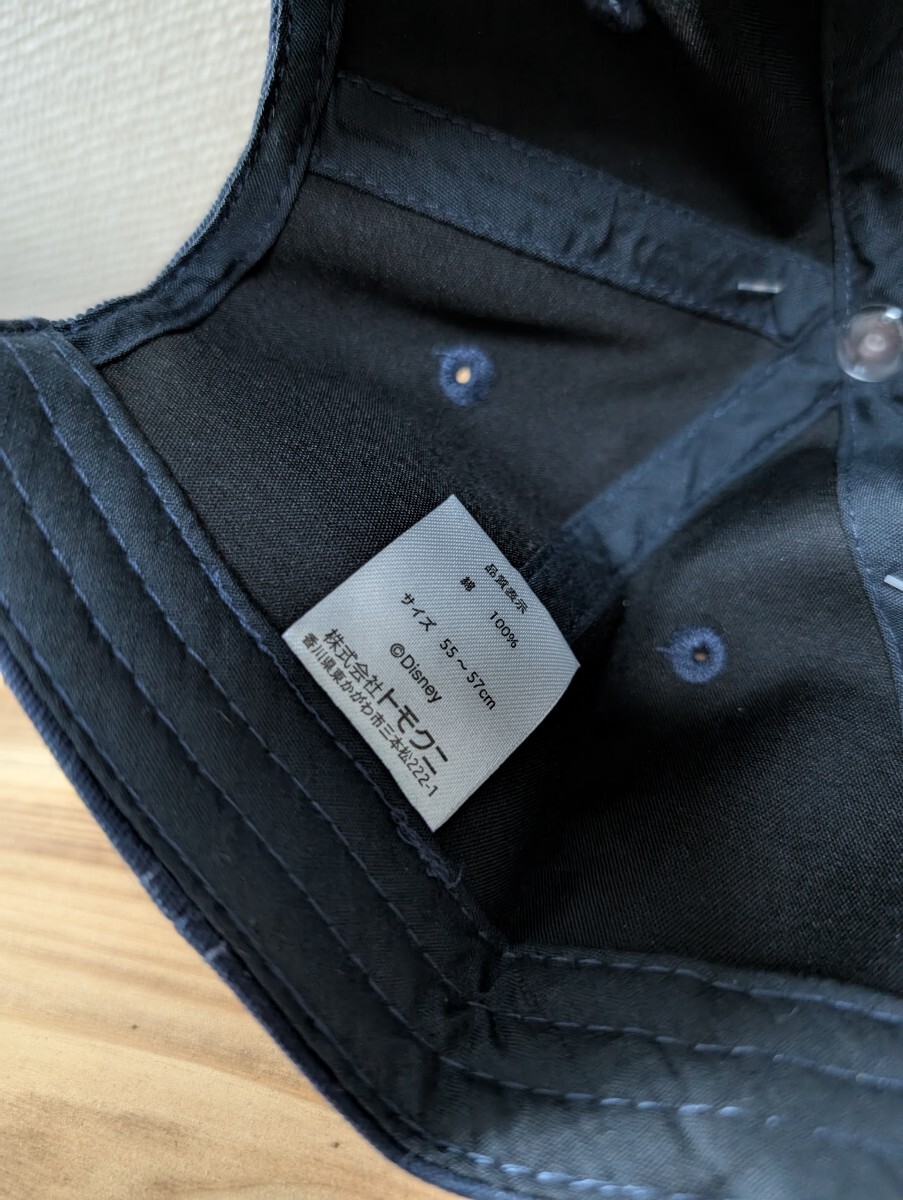 品質表示
綿 100%
サイズ 55～57cm
©Disney
株式会社トモクニ
香川県東かがわ市三本松222-1